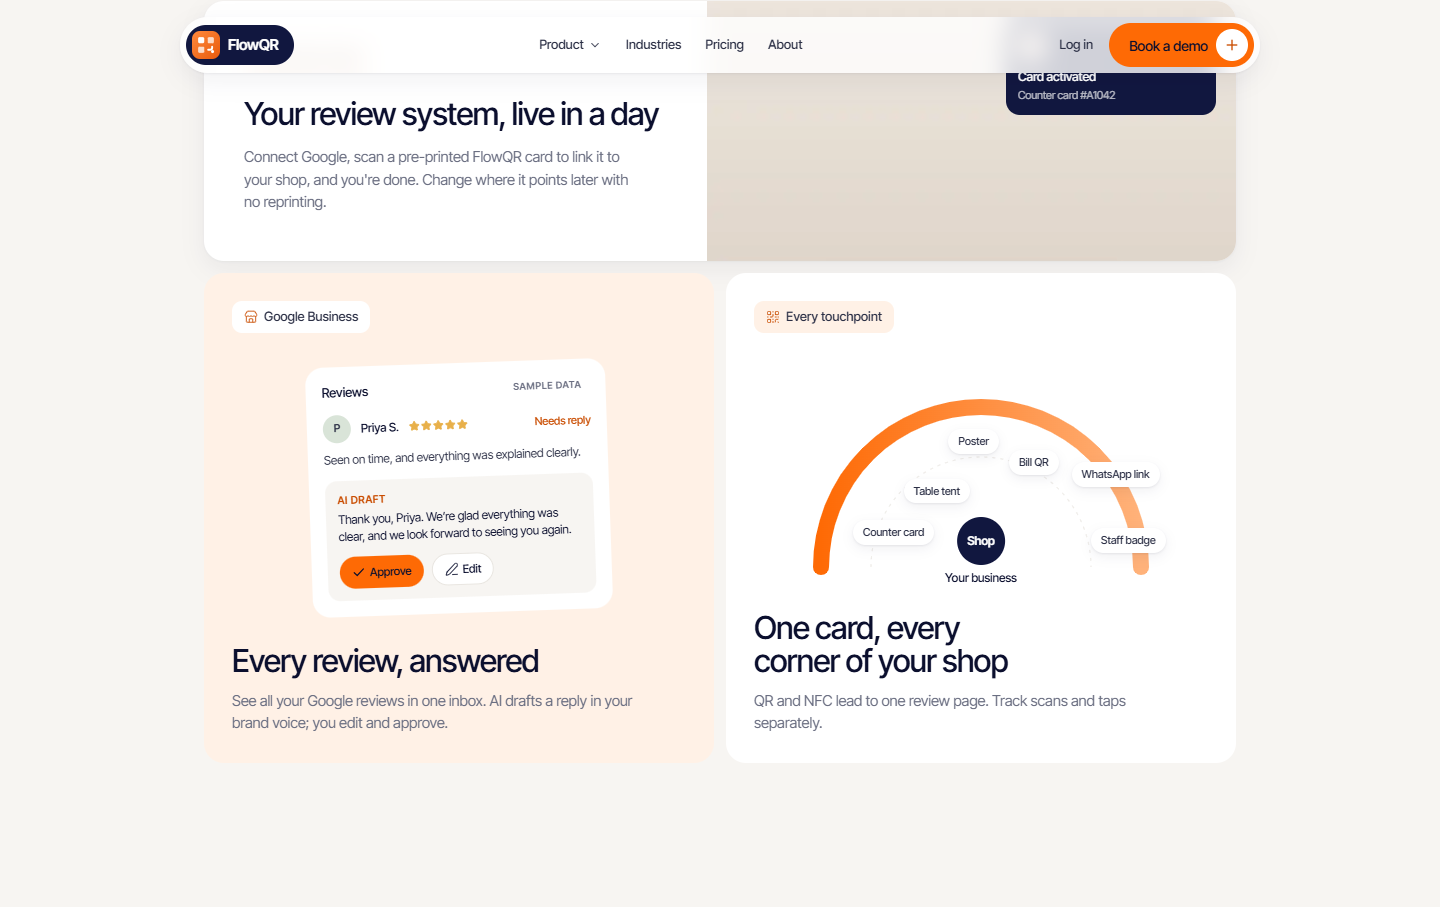 FlowQR
Product
Industries
Pricing
About
Log in
Book a demo
Card activated
Counter card #A1042
Your review system, live in a day
Connect Google, scan a pre-printed FlowQR card to link it to
your shop, and you're done. Change where it points later with
no reprinting.
Google Business
Reviews
SAMPLE DATA
P
Priya S.
Needs reply
Seen on time, and everything was explained clearly.
AI DRAFT
Thank you, Priya. We're glad everything was
clear, and we look forward to seeing you again.
Approve
Edit
Every review, answered
See all your Google reviews in one inbox. AI drafts a reply in your
brand voice; you edit and approve.
Every touchpoint
Poster
Bill QR
WhatsApp link
Table tent
Counter card
Shop
Staff badge
Your business
One card, every
corner of your shop
QR and NFC lead to one review page. Track scans and taps
separately.